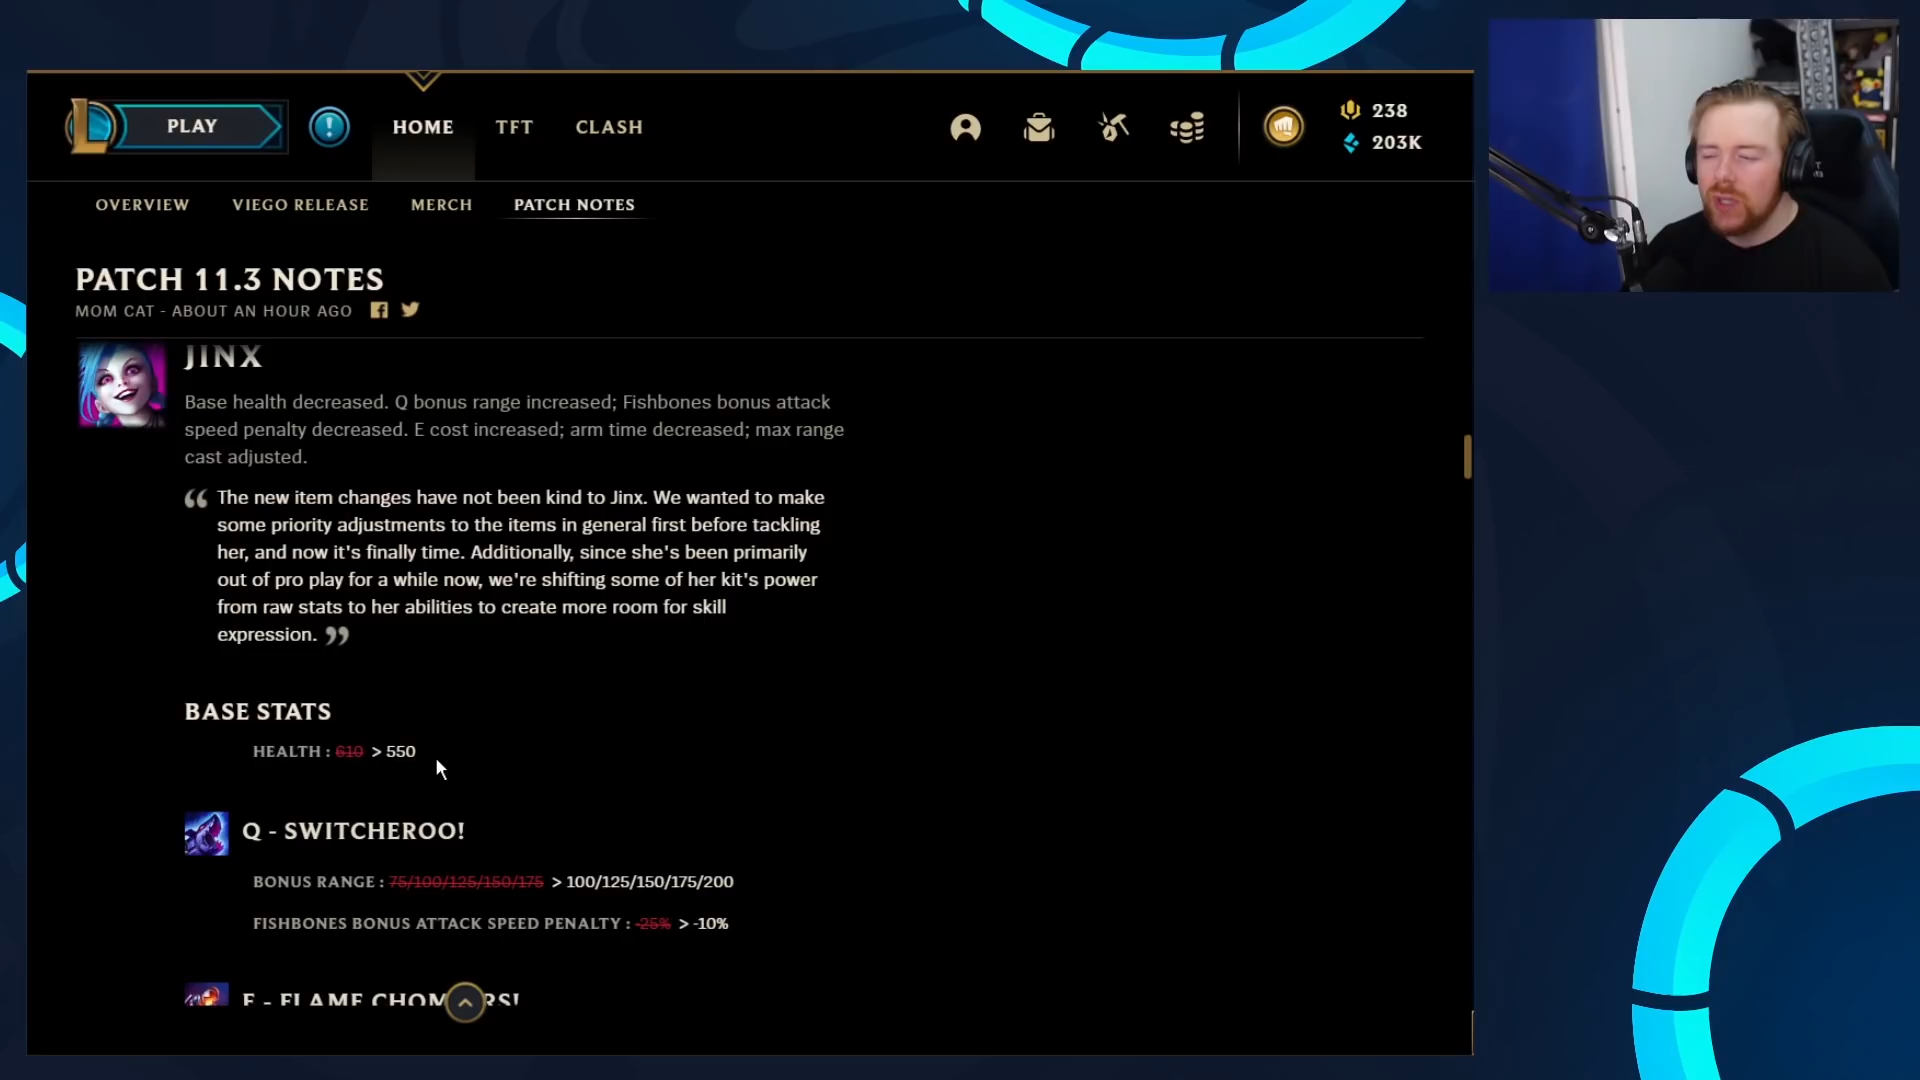 PLAY
HOME
TFT
CLASH
238
203K
OVERVIEW
VIEGO RELEASE
MERCH
PATCH NOTES
PATCH 11.3 NOTES
MOM CAT - ABOUT AN HOUR AGO
JINX
Base health decreased. Q bonus range increased; Fishbones bonus attack
speed penalty decreased. E cost increased; arm time decreased; max range
cast adjusted.
“ The new item changes have not been kind to Jinx. We wanted to make
some priority adjustments to the items in general first before tackling
her, and now it's finally time. Additionally, since she's been primarily
out of pro play for a while now, we're shifting some of her kit's power
from raw stats to her abilities to create more room for skill
expression. ”
BASE STATS
HEALTH : 610 > 550
Q - SWITCHEROO!
BONUS RANGE : 75/100/125/150/175 > 100/125/150/175/200
FISHBONES BONUS ATTACK SPEED PENALTY : -25% > -10%
E - FLAME CHOM RS!